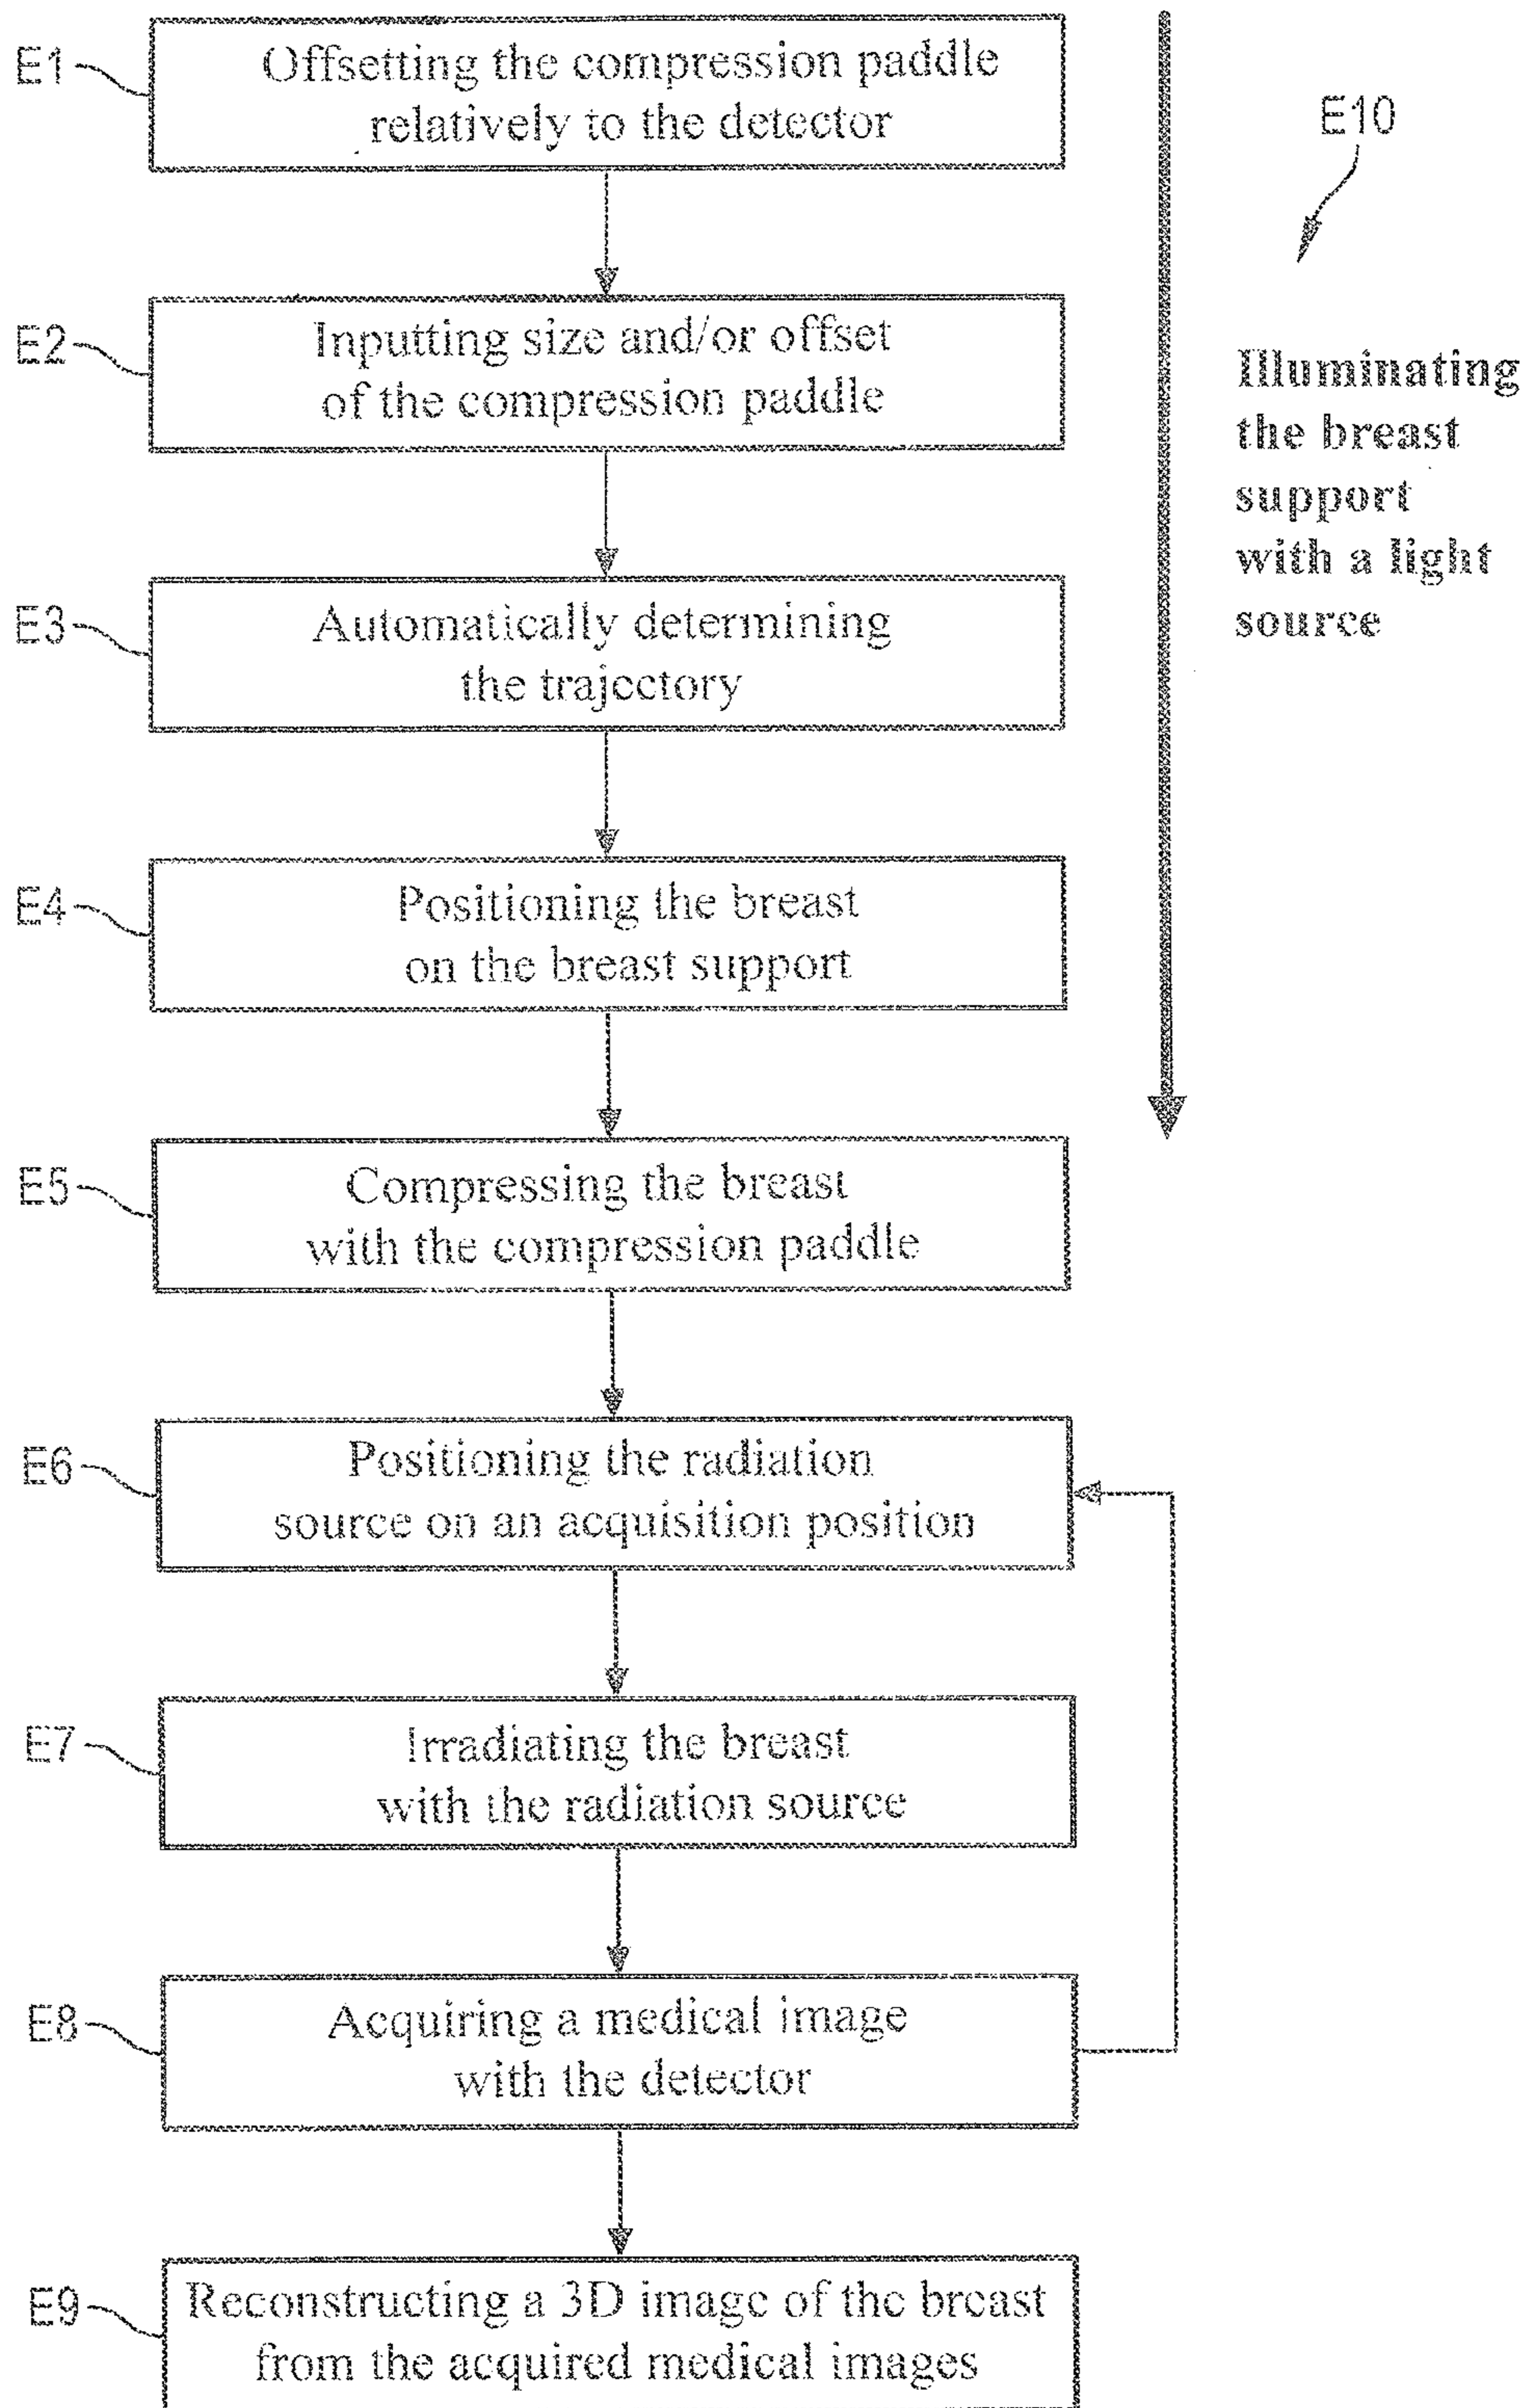 E1
Offsetting the compression paddle
relatively to the detector
E10
E2
Inputting size and/or offset
of the compression paddle
Illuminating
the breast
support
with a light
source
E3
Automatically determining
the trajectory
E4
Positioning the breast
on the breast support
E5
Compressing the breast
with the compression paddle
E6
Positioning the radiation
source on an acquisition position
E7
Irradiating the breast
with the radiation source
E8
Acquiring a medical image
with the detector
E9
Reconstructing a 3D image of the breast
from the acquired medical images